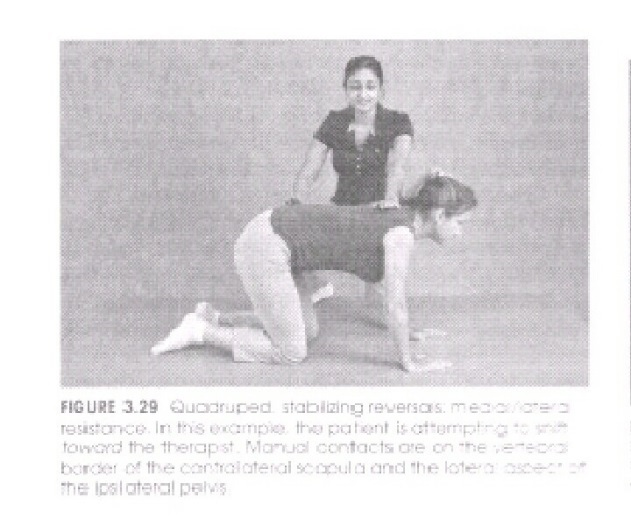 FIGURE 3.29 Quadruped, stabilizing reversals: medial/lateral
resistance. In this example, the patient is attempting to shift
toward the therapist. Manual contacts are on the vertebral
border of the contralateral scapula and the lateral aspect of
the ipsilateral pelvis.